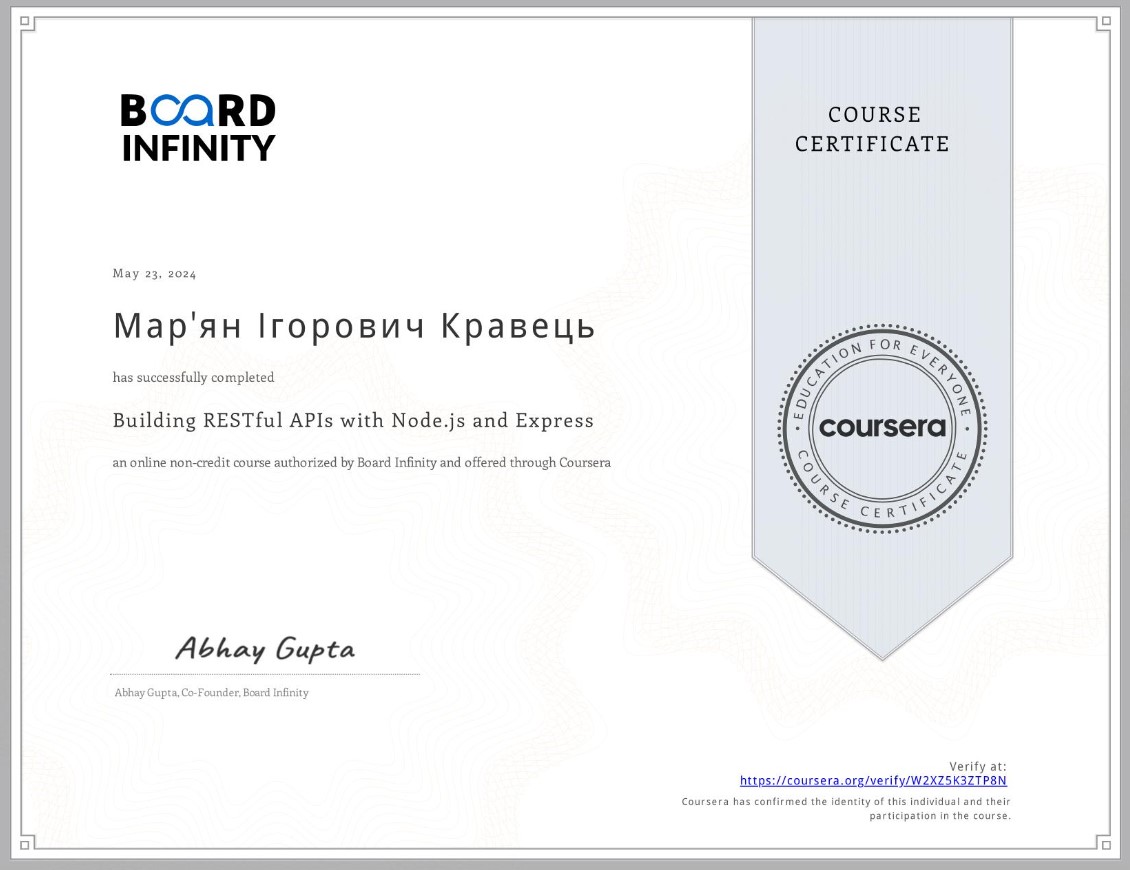 BOARD
INFINITY
COURSE
CERTIFICATE
May 23, 2024
Мар'ян Ігорович Кравець
has successfully completed
Building RESTful APIs with Node.js and Express
an online non-credit course authorized by Board Infinity and offered through Coursera
EDUCATION FOR EVERYONE
coursera
COURSE CERTIFICATE
Abhay Gupta
Abhay Gupta, Co-Founder, Board Infinity
Verify at:
https://coursera.org/verify/W2XZ5K3ZTP8N
Coursera has confirmed the identity of this individual and their
participation in the course.